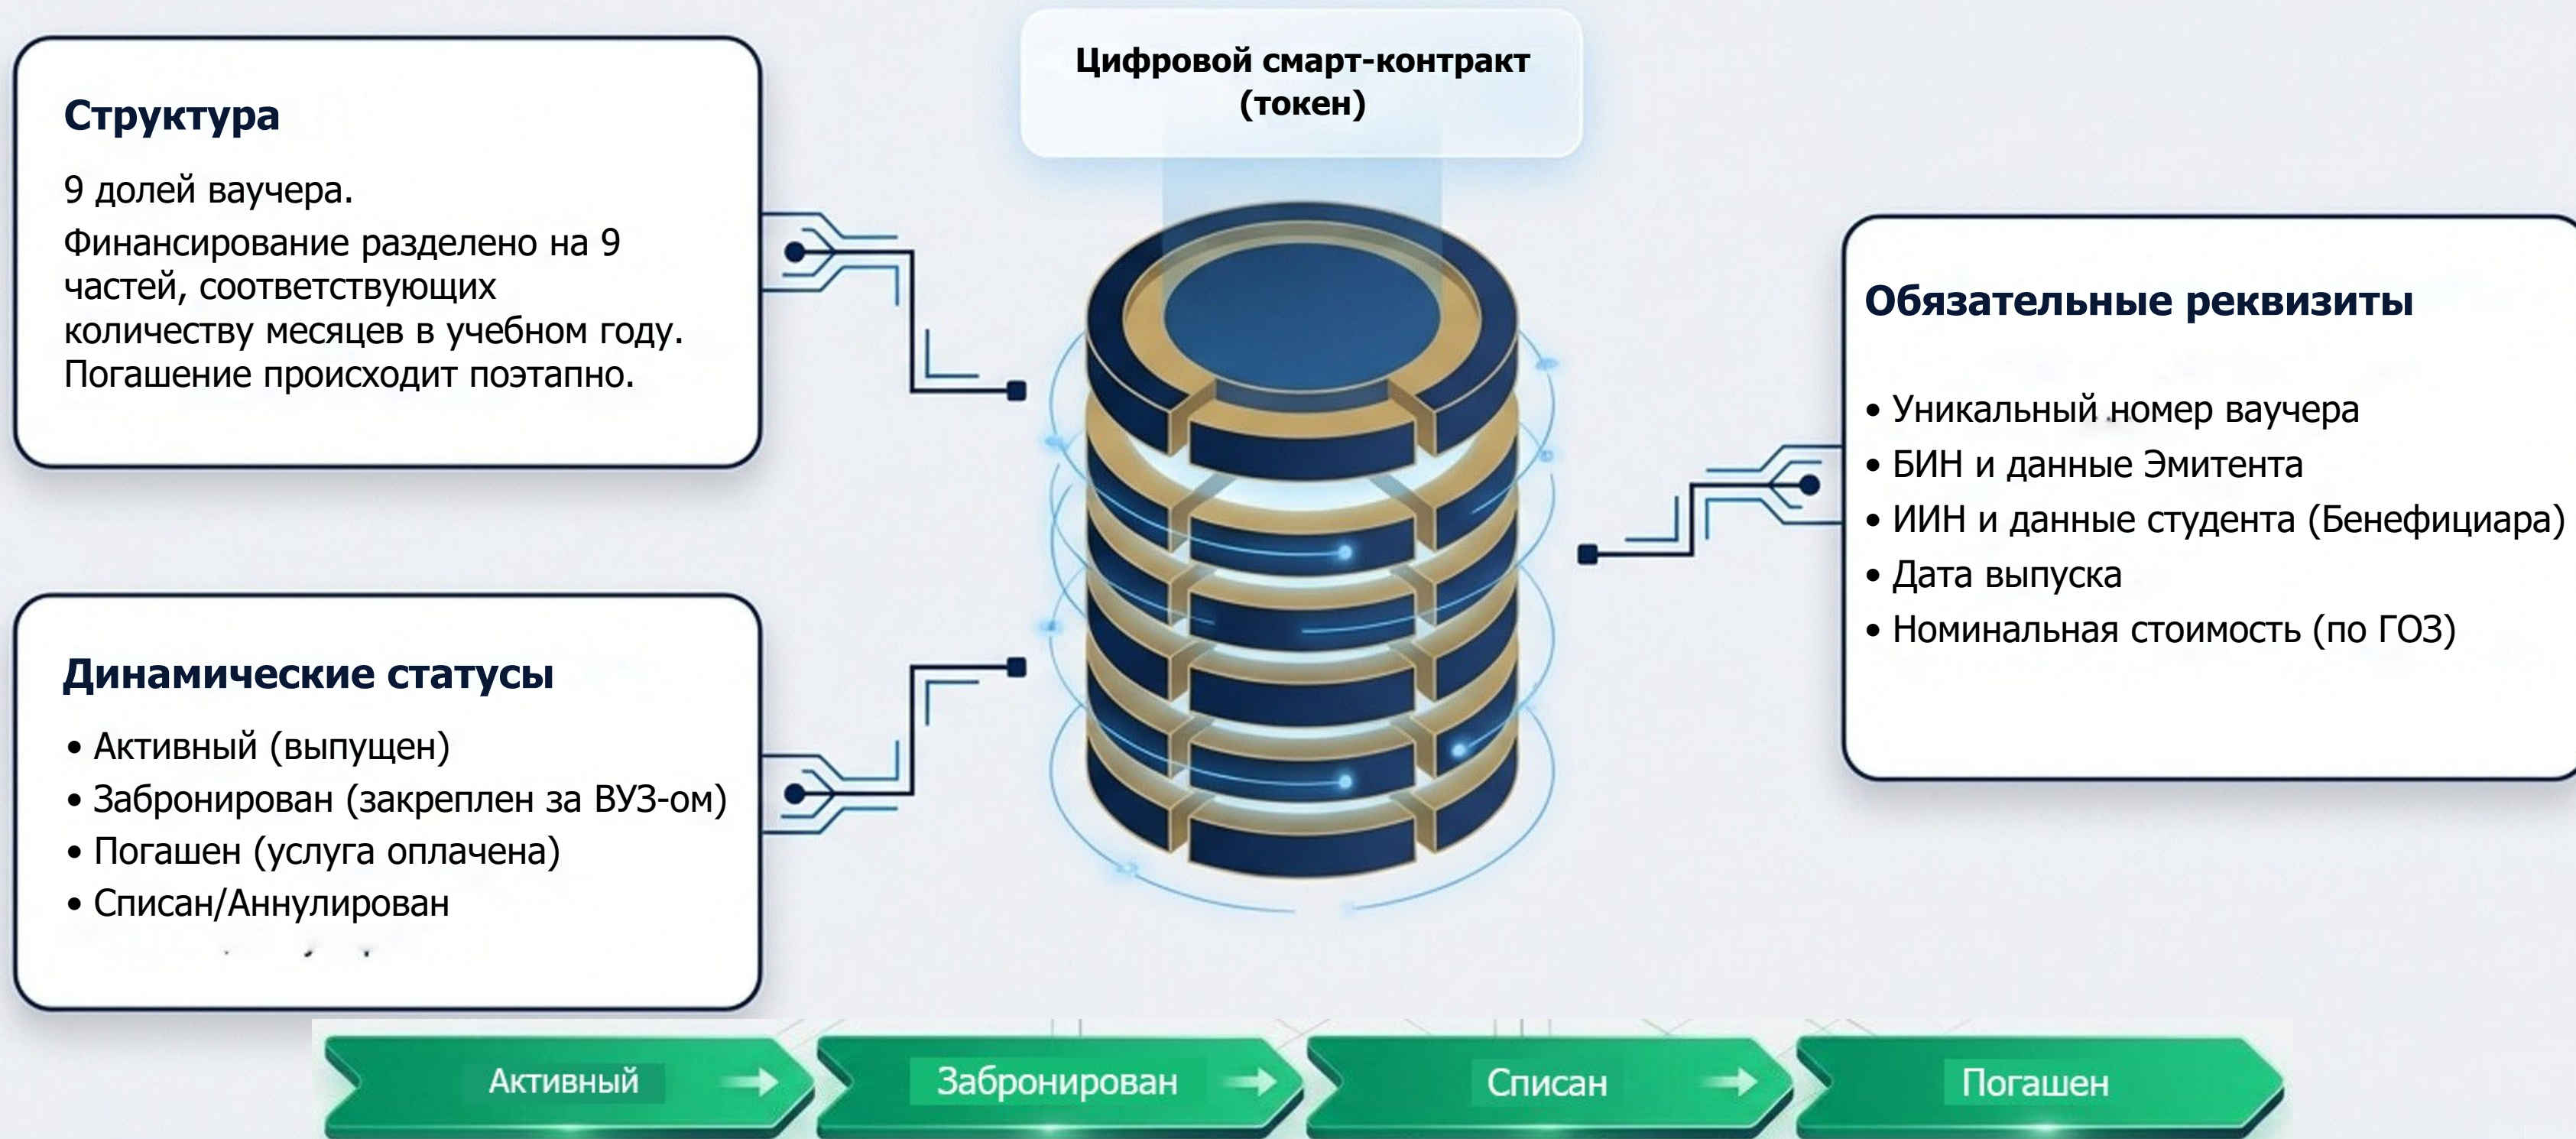 Цифровой смарт-контракт
(токен)
Структура
9 долей ваучера.
Финансирование разделено на 9
частей, соответствующих
количеству месяцев в учебном году.
Погашение происходит поэтапно.
Динамические статусы
• Активный (выпущен)
• Забронирован (закреплен за ВУЗ-ом)
• Погашен (услуга оплачена)
• Списан/Аннулирован
Обязательные реквизиты
• Уникальный номер ваучера
• БИН и данные Эмитента
• ИИН и данные студента (Бенефициара)
• Дата выпуска
• Номинальная стоимость (по ГОЗ)
Активный
Забронирован
Списан
Погашен